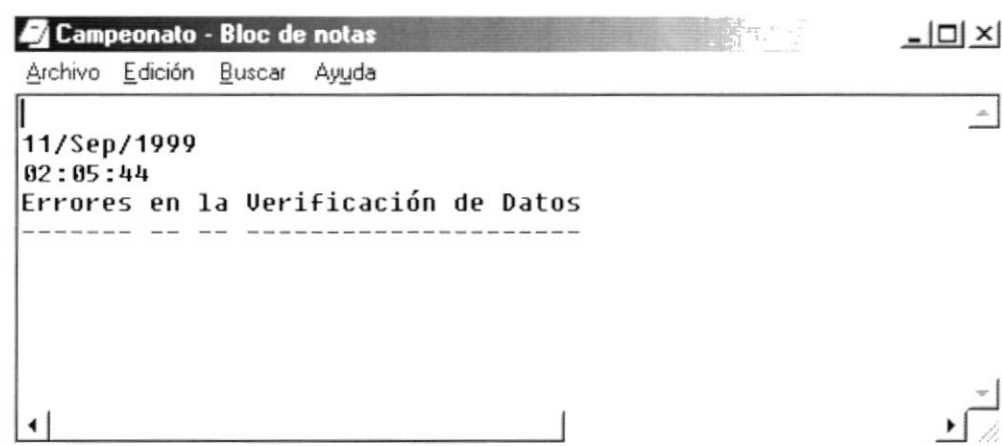 Campeonato - Bloc de notas
Archivo Edición Buscar Ayuda
11/Sep/1999
02:05:44
Errores en la Verificación de Datos
------- -- -- ---------------------